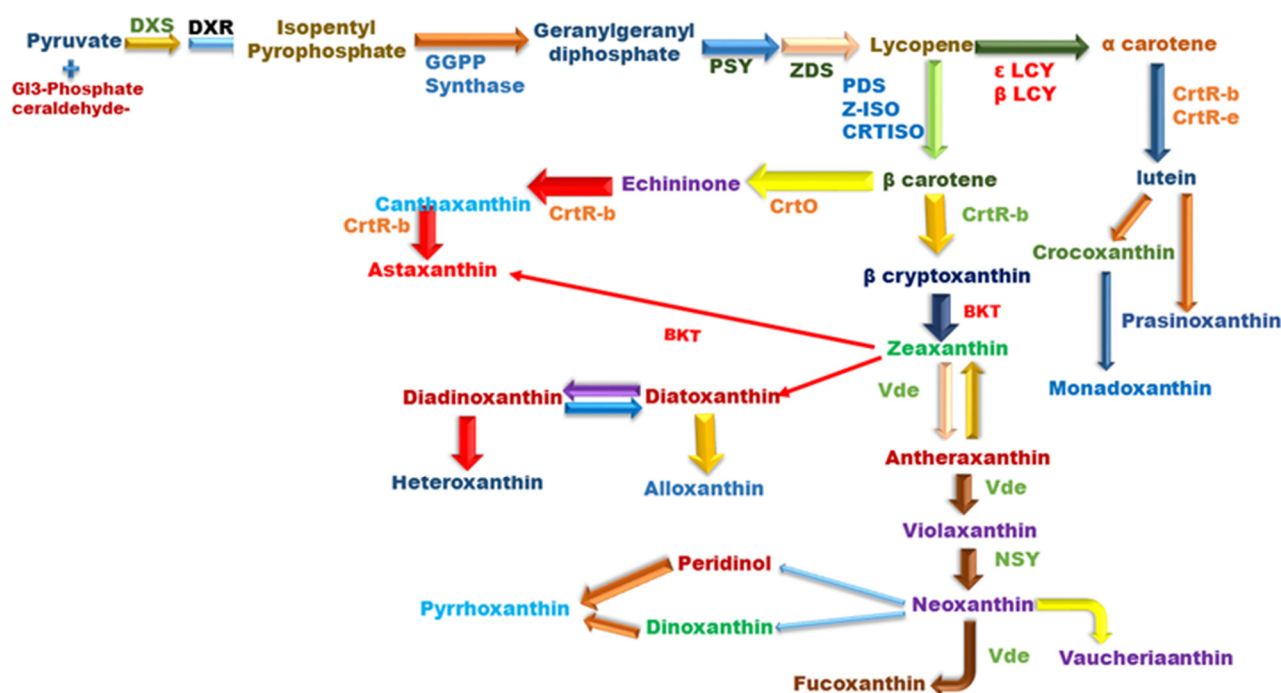 DXS
DXR
Pyruvate
+
Gl3-Phosphate
ceraldehyde-
Isopentyl
Pyrophosphate
GGPP
Synthase
Geranylgeranyl
diphosphate
PSY
ZDS
Lycopene
PDS
Z-ISO
CRTISO
ε LCY
β LCY
α carotene
CrtR-b
CrtR-e
lutein
Crocoxanthin
Prasinoxanthin
Monadoxanthin
β carotene
CrtO
Echininone
CrtR-b
Canthaxanthin
CrtR-b
Astaxanthin
CrtR-b
β cryptoxanthin
BKT
Zeaxanthin
BKT
Diadinoxanthin
Diatoxanthin
Heteroxanthin
Alloxanthin
Vde
Antheraxanthin
Vde
Violaxanthin
NSY
Neoxanthin
Peridinol
Pyrrhoxanthin
Dinoxanthin
Vde
Fucoxanthin
Vaucheriaanthin